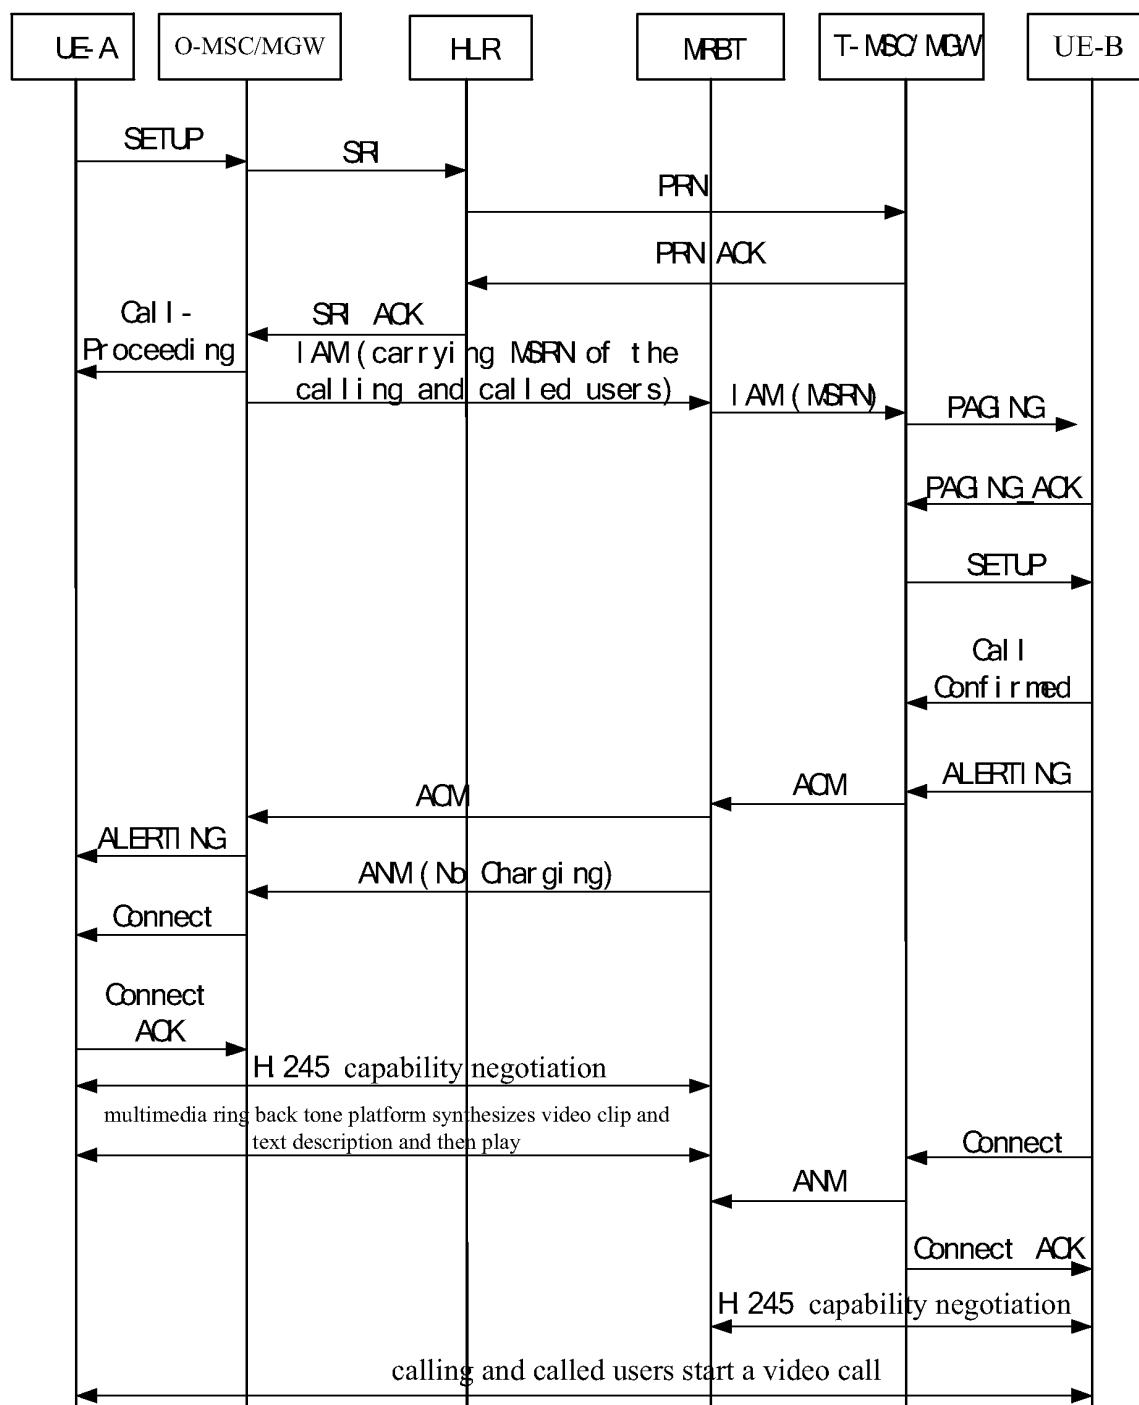 UE-A
O-MSC/MGW
HLR
MRBT
T-MSC/MGW
UE-B
SETUP
SRI
PRN
PRN ACK
Call-
Proceeding
SRI ACK
IAM(carrying MSRN of the
calling and called users)
IAM(MSRN)
PAGING
PAGING_ACK
SETUP
Call
Confirmed
ALERTING
ACM
ACM
ALERTING
ANM(No Charging)
Connect
Connect
ACK
H.245 capability negotiation
multimedia ring back tone platform synthesizes video clip and
text description and then play
Connect
ANM
Connect ACK
H.245 capability negotiation
calling and called users start a video call